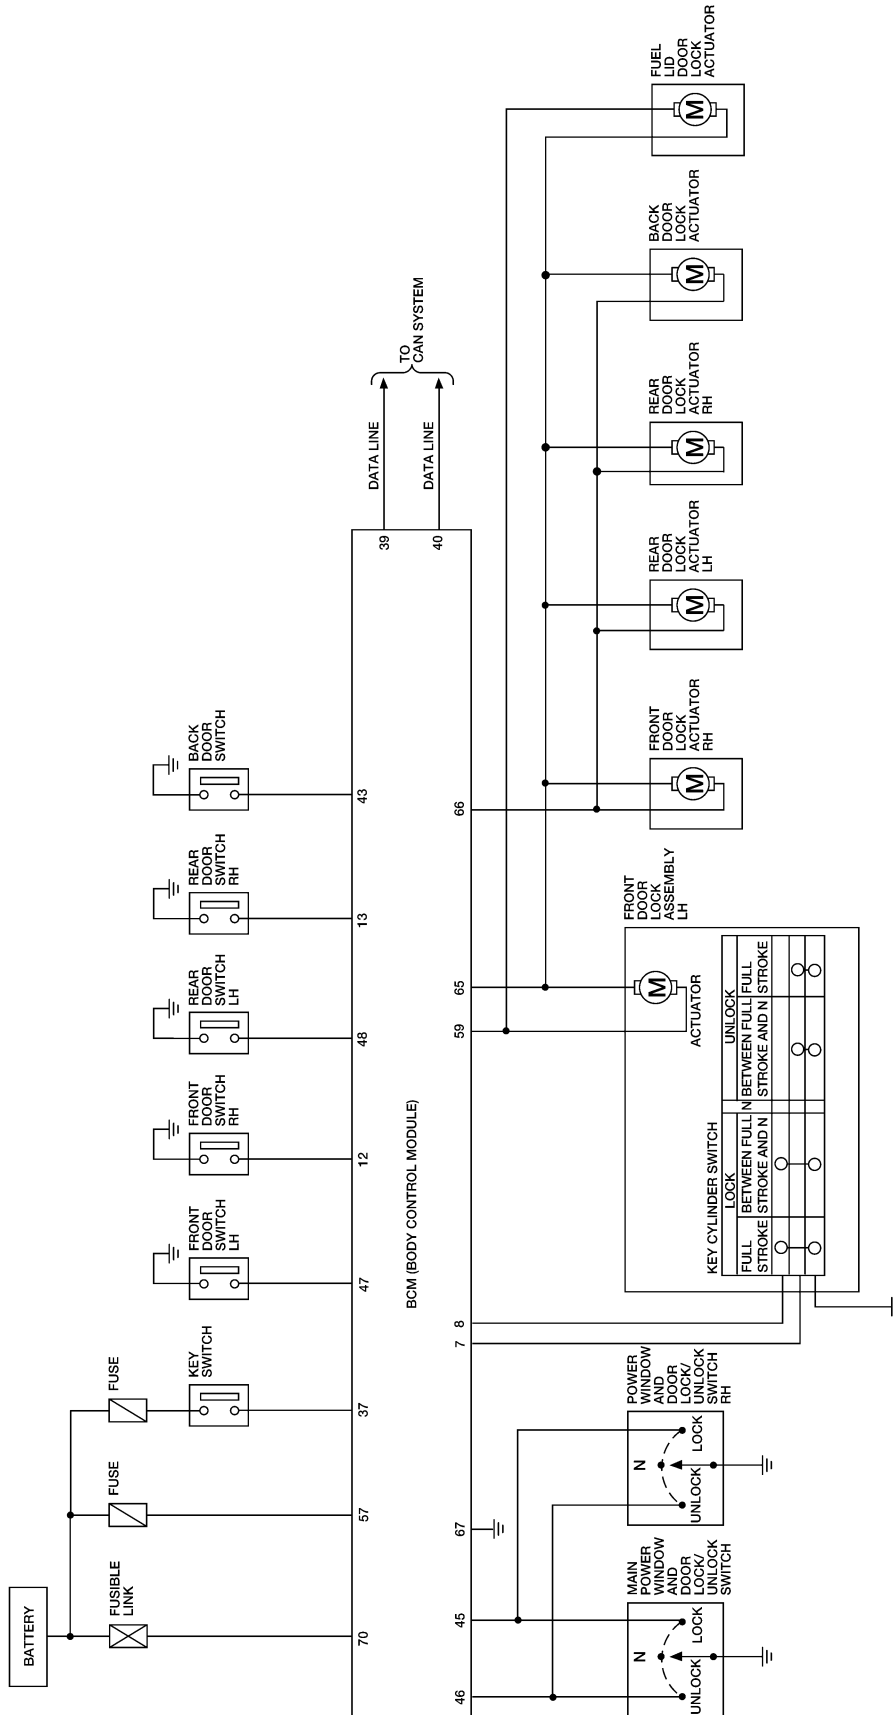 BATTERY
FUSIBLE
LINK
FUSE
FUSE
KEY
SWITCH
FRONT
DOOR
SWITCH
LH
FRONT
DOOR
SWITCH
RH
REAR
DOOR
SWITCH
LH
REAR
DOOR
SWITCH
RH
BACK
DOOR
SWITCH
70
57
37
47
12
48
13
43
BCM (BODY CONTROL MODULE)
39
40
DATA LINE
DATA LINE
TO
CAN SYSTEM
46
45
67
7
8
59
65
66
MAIN
POWER
WINDOW
AND
DOOR
LOCK/
UNLOCK
SWITCH
N
UNLOCK
LOCK
POWER
WINDOW
AND
DOOR
LOCK/
UNLOCK
SWITCH
RH
N
UNLOCK
LOCK
FRONT
DOOR
LOCK
ASSEMBLY
LH
M
ACTUATOR
KEY CYLINDER SWITCH
LOCK
UNLOCK
FULL
STROKE
BETWEEN FULL
STROKE AND N
N
BETWEEN FULL
STROKE AND N
FULL
STROKE
FRONT
DOOR
LOCK
ACTUATOR
RH
M
REAR
DOOR
LOCK
ACTUATOR
LH
M
REAR
DOOR
LOCK
ACTUATOR
RH
M
BACK
DOOR
LOCK
ACTUATOR
M
FUEL
LID
DOOR
LOCK
ACTUATOR
M